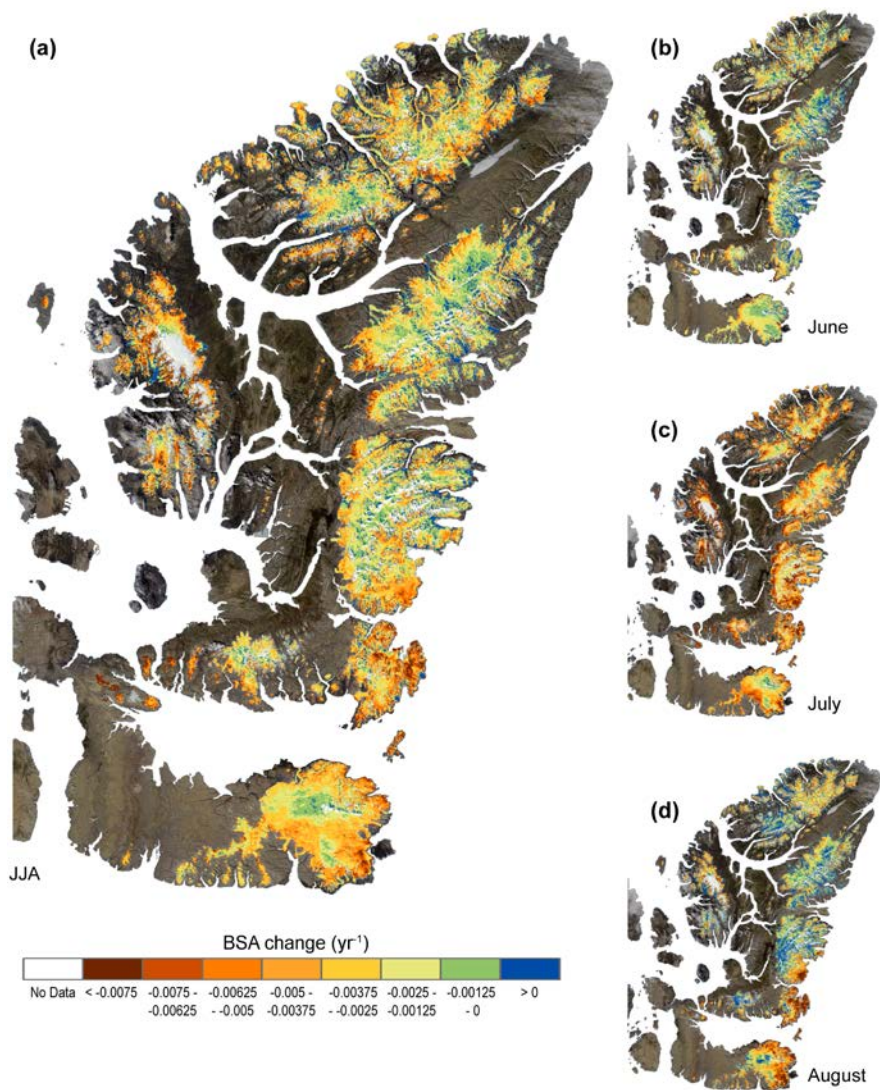 (a)
(b)
June
(c)
July
(d)
August
JJA
BSA change (yr⁻¹)
No Data < -0.0075 -0.0075 - -0.00625 - -0.005 - -0.00375 - -0.0025 - -0.00125 > 0
-0.00625 - -0.005 -0.00375 - -0.0025 -0.00125 - 0